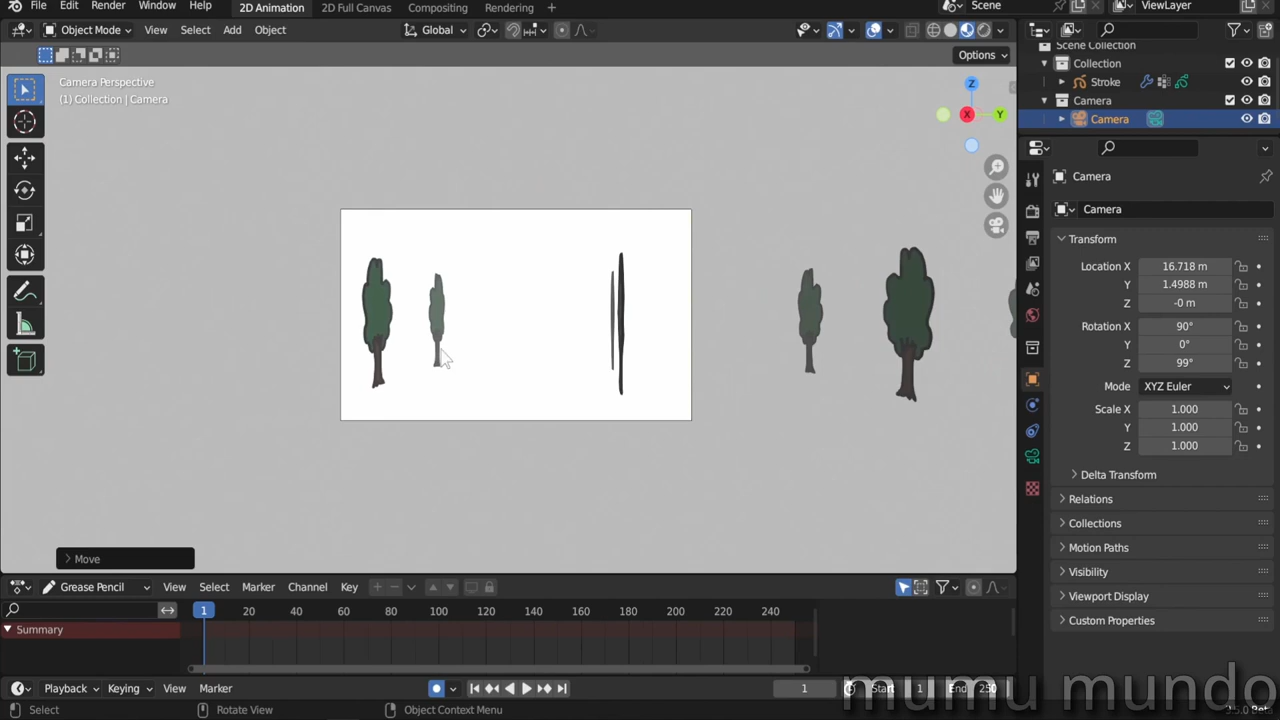 File Edit Render Window Help 2D Animation 2D Full Canvas Compositing Rendering + Scene ViewLayer
Object Mode View Select Add Object Global
Options
Camera Perspective
(1) Collection | Camera
Z
X
Y
Scene Collection
Collection
Stroke
Camera
Camera
Camera
Camera
Transform
Location X 16.718 m
Y 1.4988 m
Z -0 m
Rotation X 90°
Y 0°
Z 99°
Mode XYZ Euler
Scale X 1.000
Y 1.000
Z 1.000
Delta Transform
Relations
Collections
Motion Paths
Visibility
Viewport Display
Custom Properties
Move
Grease Pencil View Select Marker Channel Key
1 20 40 60 80 100 120 140 160 180 200 220 240
Summary
Playback Keying View Marker 1 Start 1 End 250
Select Rotate View Object Context Menu 3.5.0 Beta
mumu mundo